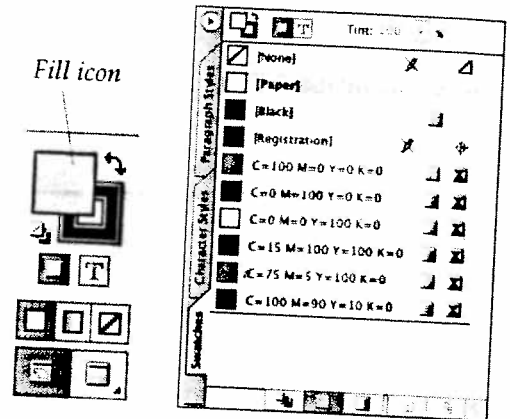 Fill icon
T
T
Tint:
[None]
[Paper]
[Black]
[Registration]
C=100 M=0 Y=0 K=0
C=0 M=100 Y=0 K=0
C=0 M=0 Y=100 K=0
C=15 M=100 Y=100 K=0
C=75 M=5 Y=100 K=0
C=100 M=90 Y=10 K=0
Paragraph Styles
Character Styles
Swatches